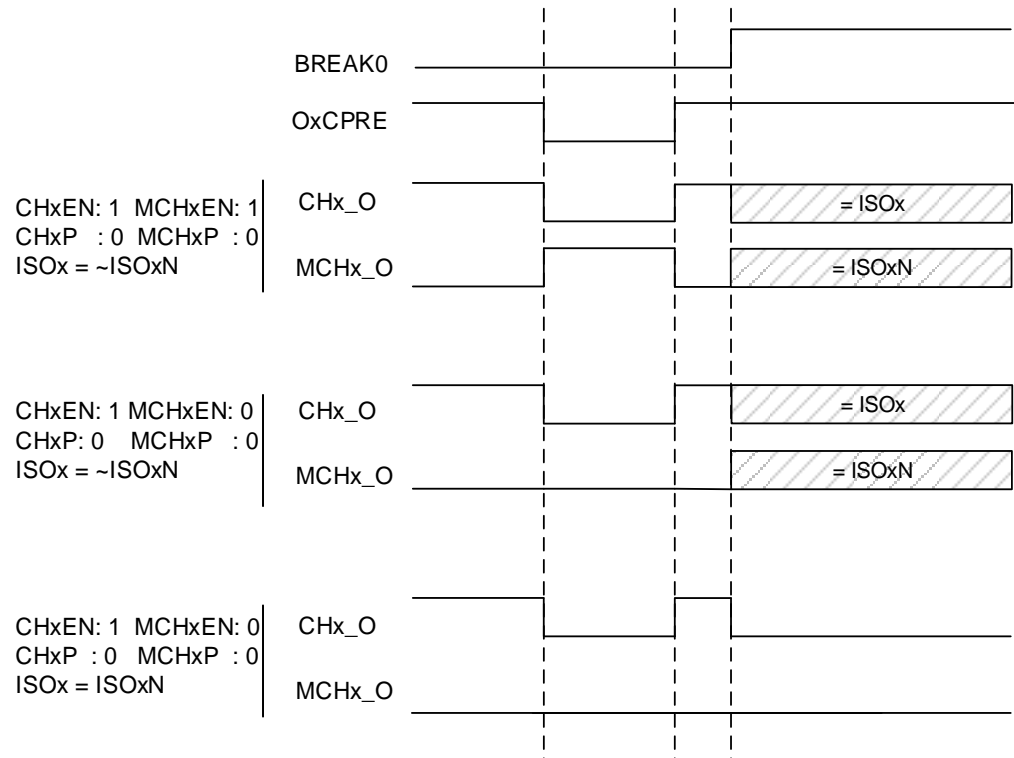 BREAK0
OxCPRE
CHxEN: 1 MCHxEN: 1
CHxP : 0 MCHxP : 0
ISOx = ~ISOxN
CHx_O
= ISOx
MCHx_O
= ISOxN
CHxEN: 1 MCHxEN: 0
CHxP: 0 MCHxP : 0
ISOx = ~ISOxN
CHx_O
= ISOx
MCHx_O
= ISOxN
CHxEN: 1 MCHxEN: 0
CHxP : 0 MCHxP : 0
ISOx = ISOxN
CHx_O
MCHx_O